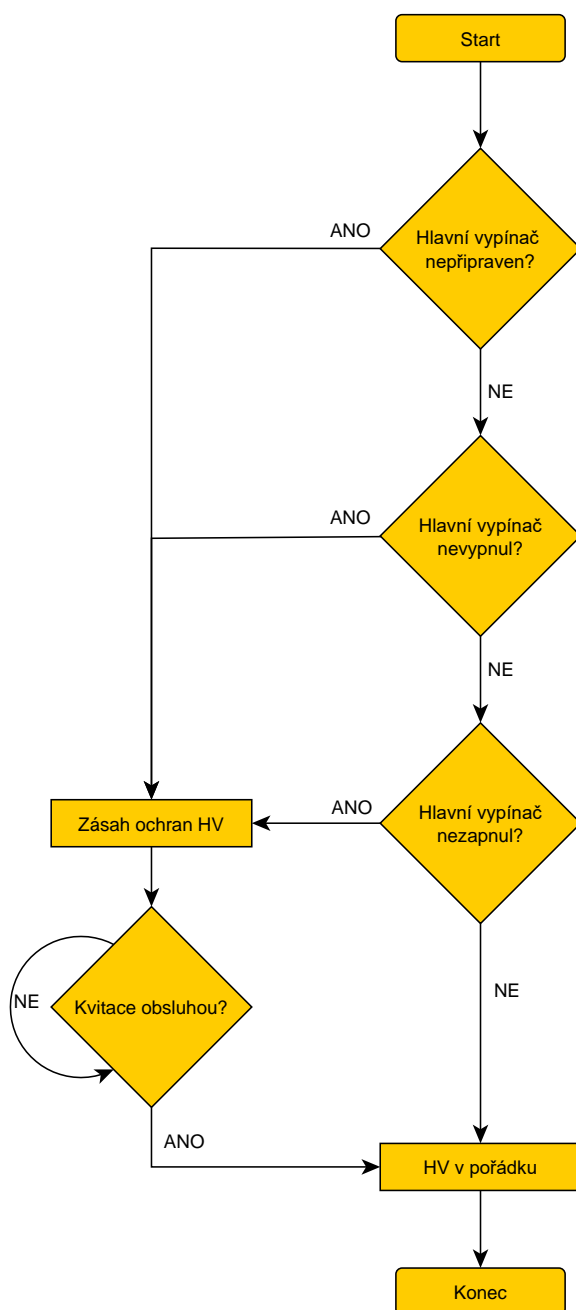 Start
ANO
Hlavní vypínač
nepřipraven?
NE
ANO
Hlavní vypínač
nevypnul?
NE
Zásah ochran HV
ANO
Hlavní vypínač
nezapnul?
NE
Kvitace obsluhou?
NE
ANO
HV v pořádku
Konec